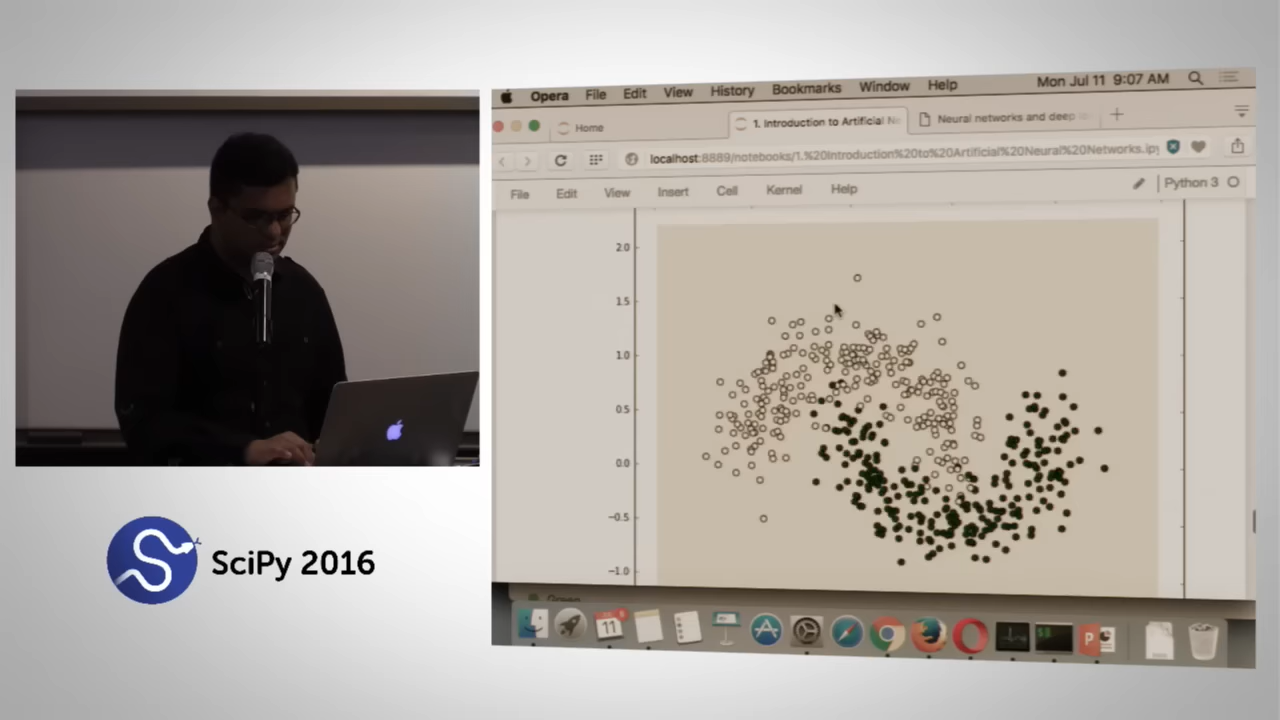 Opera File Edit View History Bookmarks Window Help Mon Jul 11 9:07 AM
Home 1. Introduction to Artificial Ne Neural networks and deep
localhost:8889/notebooks/1.%20Introduction%20to%20Artificial%20Neural%20Networks.ipy
File Edit View Insert Cell Kernel Help Python 3
2.0
1.5
1.0
0.5
0.0
−0.5
−1.0
Green
11
SciPy 2016